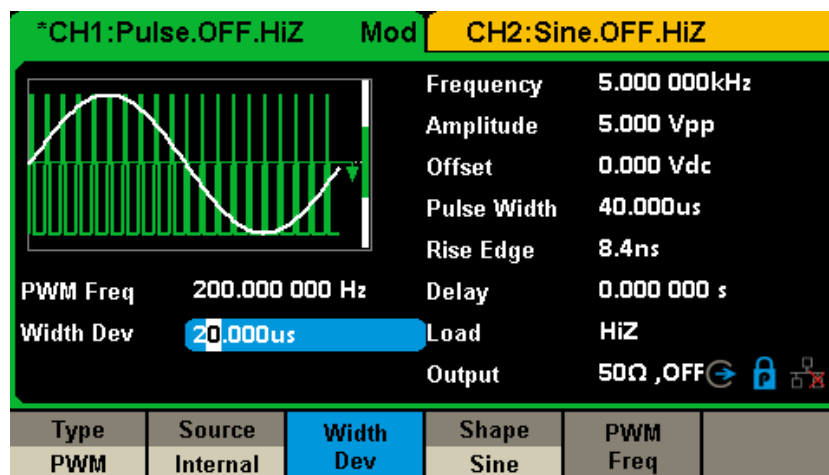 *CH1:Pulse.OFF.HiZ Mod CH2:Sine.OFF.HiZ
Frequency 5.000 000kHz
Amplitude 5.000 Vpp
Offset 0.000 Vdc
Pulse Width 40.000us
Rise Edge 8.4ns
PWM Freq 200.000 000 Hz Delay 0.000 000 s
Width Dev 20.000us Load HiZ
Output 50Ω ,OFF P
Type Source Width Dev Shape PWM Freq
PWM Internal Sine